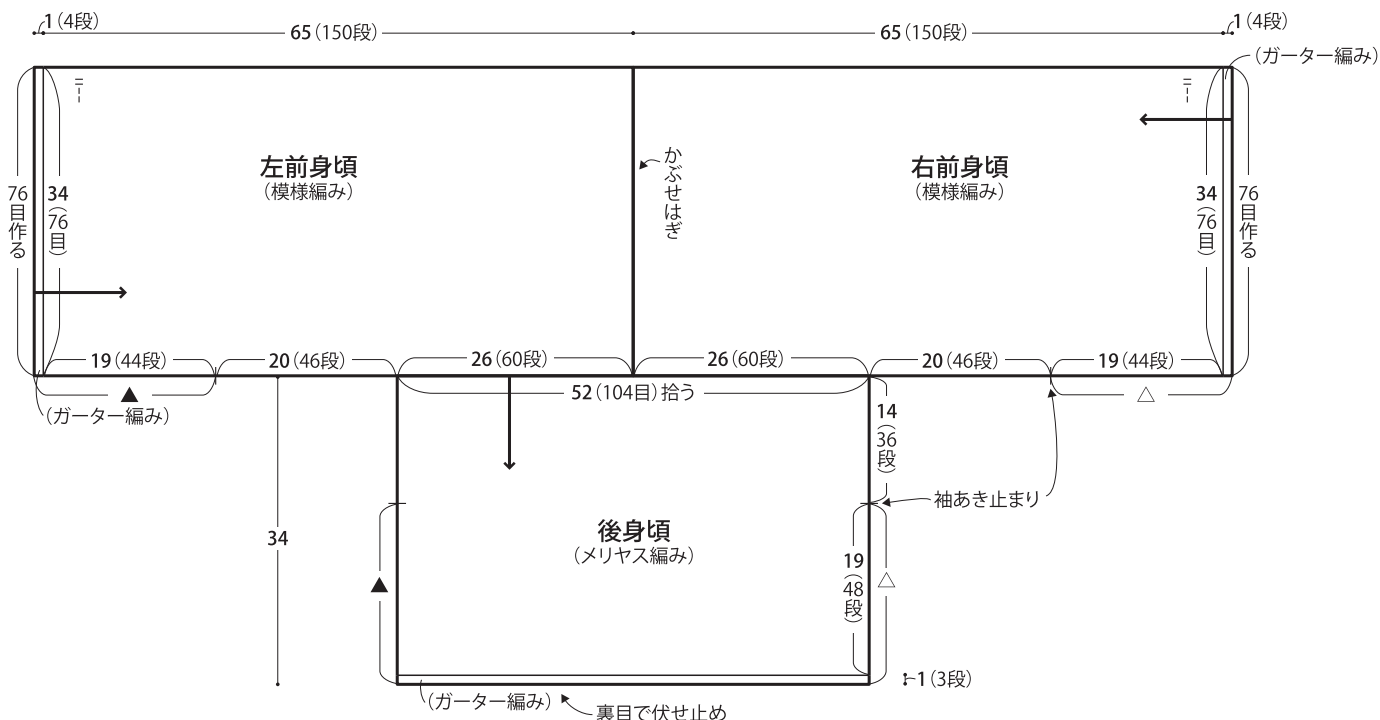 1（4段）
65（150段）
65（150段）
1（4段）
（ガーター編み）
左前身頃
（模様編み）
かぶせはぎ
右前身頃
（模様編み）
76目作る
34（76目）
34（76目）
76目作る
19（44段）
20（46段）
26（60段）
26（60段）
20（46段）
19（44段）
▲
（ガーター編み）
52（104目）拾う
△
14（36段）
袖あき止まり
34
後身頃
（メリヤス編み）
▲
19（48段）
△
1（3段）
（ガーター編み）
裏目で伏せ止め